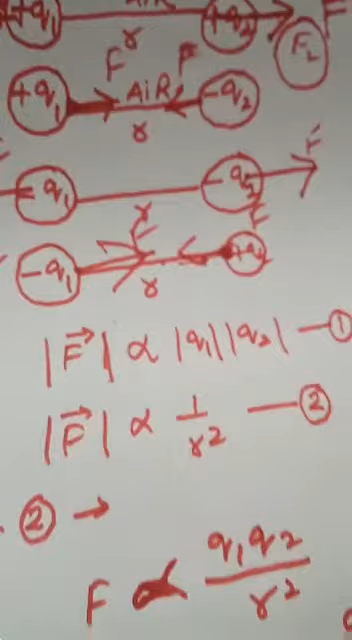 +q₁ AiR +q₂ F
r F₂
F F
+q₁ AiR -q₂
r
F
-q₁ -q₂
r
F F
-q₁ +q₂
r
|F⃗| ∝ |q₁||q₂| — ①
|F⃗| ∝ 1/r² — ②
② →
F ∝ q₁q₂/r²